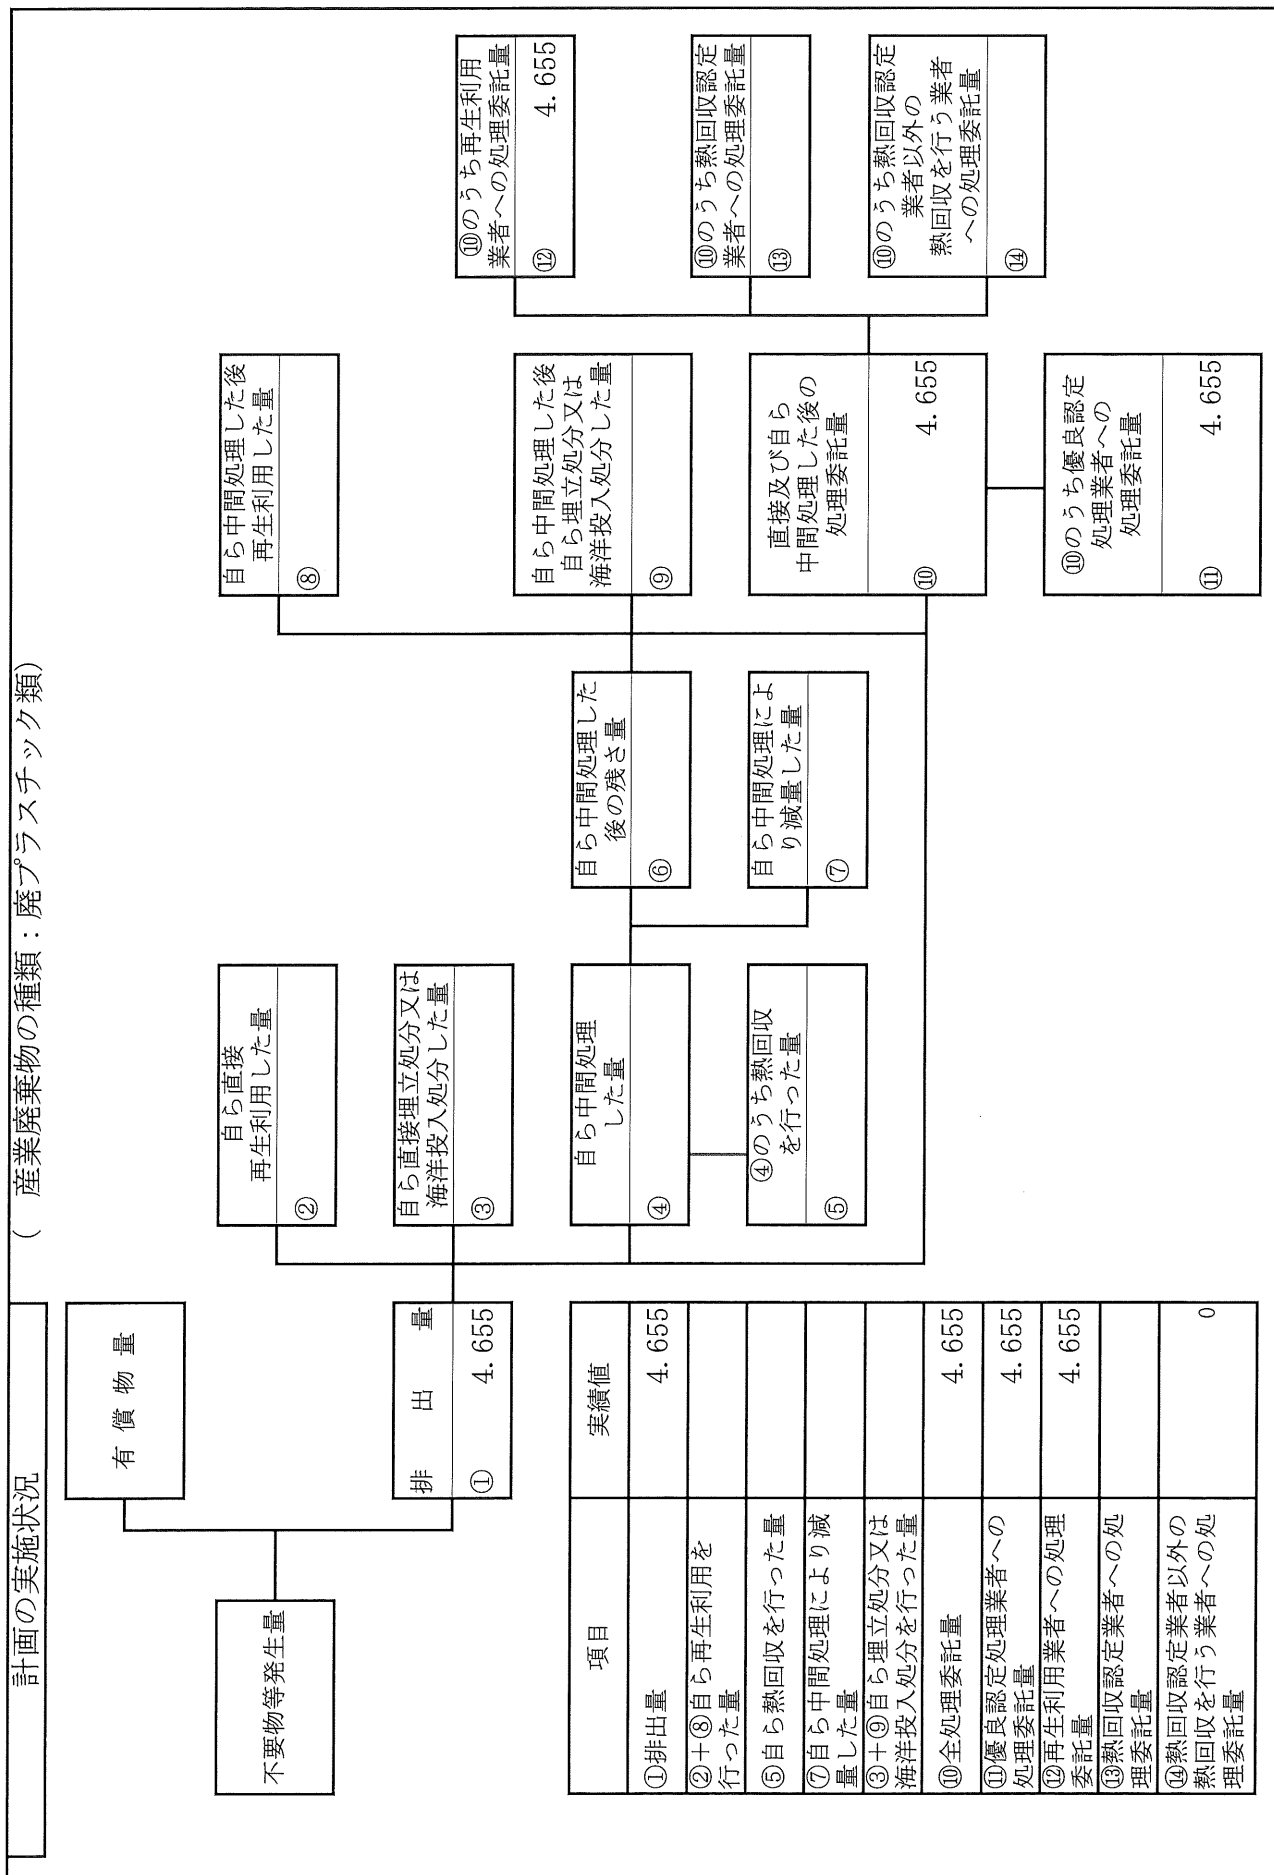 計画の実施状況
( 産業廃棄物の種類：廃プラスチック類)
不要物等発生量
有償物量
排出量
① 4.655
自ら直接
再生利用した量
②
自ら直接埋立処分又は
海洋投入処分した量
③
自ら中間処理
した量
④
④のうち熱回収
を行った量
⑤
自ら中間処理した
後の残さ量
⑥
自ら中間処理によ
り減量した量
⑦
自ら中間処理した後
再生利用した量
⑧
自ら中間処理した後
自ら埋立処分又は
海洋投入処分した量
⑨
直接及び自ら
中間処理した後の
処理委託量
⑩ 4.655
⑩のうち優良認定
処理業者への
処理委託量
⑪ 4.655
⑩のうち再生利用
業者への処理委託量
⑫ 4.655
⑩のうち熱回収認定
業者への処理委託量
⑬
⑩のうち熱回収認定
業者以外の
熱回収を行う業者
への処理委託量
⑭
項目 実績値
①排出量 4.655
②＋⑧自ら再生利用を
行った量
⑤自ら熱回収を行った量
⑦自ら中間処理により減
量した量
③＋⑨自ら埋立処分又は
海洋投入処分を行った量
⑩全処理委託量 4.655
⑪優良認定処理業者への
処理委託量 4.655
⑫再生利用業者への処理
委託量 4.655
⑬熱回収認定業者への処
理委託量
⑭熱回収認定業者以外の
熱回収を行う業者への処
理委託量 0